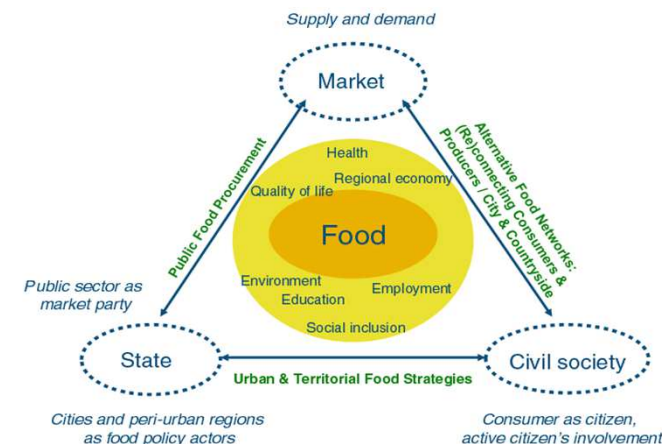 Supply and demand
Market
Public Food Procurement
Alternative Food Networks:
(Re)connecting Consumers &
Producers / City & Countryside
Health
Regional economy
Quality of life
Food
Environment
Employment
Education
Social inclusion
Public sector as
market party
State
Civil society
Urban & Territorial Food Strategies
Cities and peri-urban regions
as food policy actors
Consumer as citizen,
active citizen's involvement